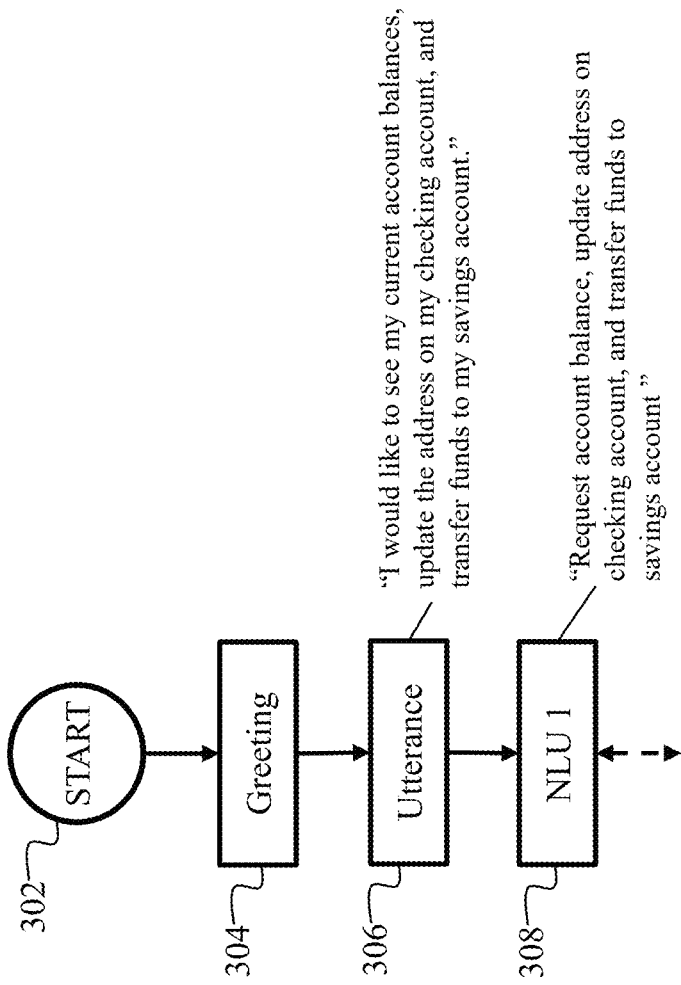 302
START
304
Greeting
306
Utterance
“I would like to see my current account balances,
update the address on my checking account, and
transfer funds to my savings account.”
308
NLU 1
“Request account balance, update address on
checking account, and transfer funds to
savings account”